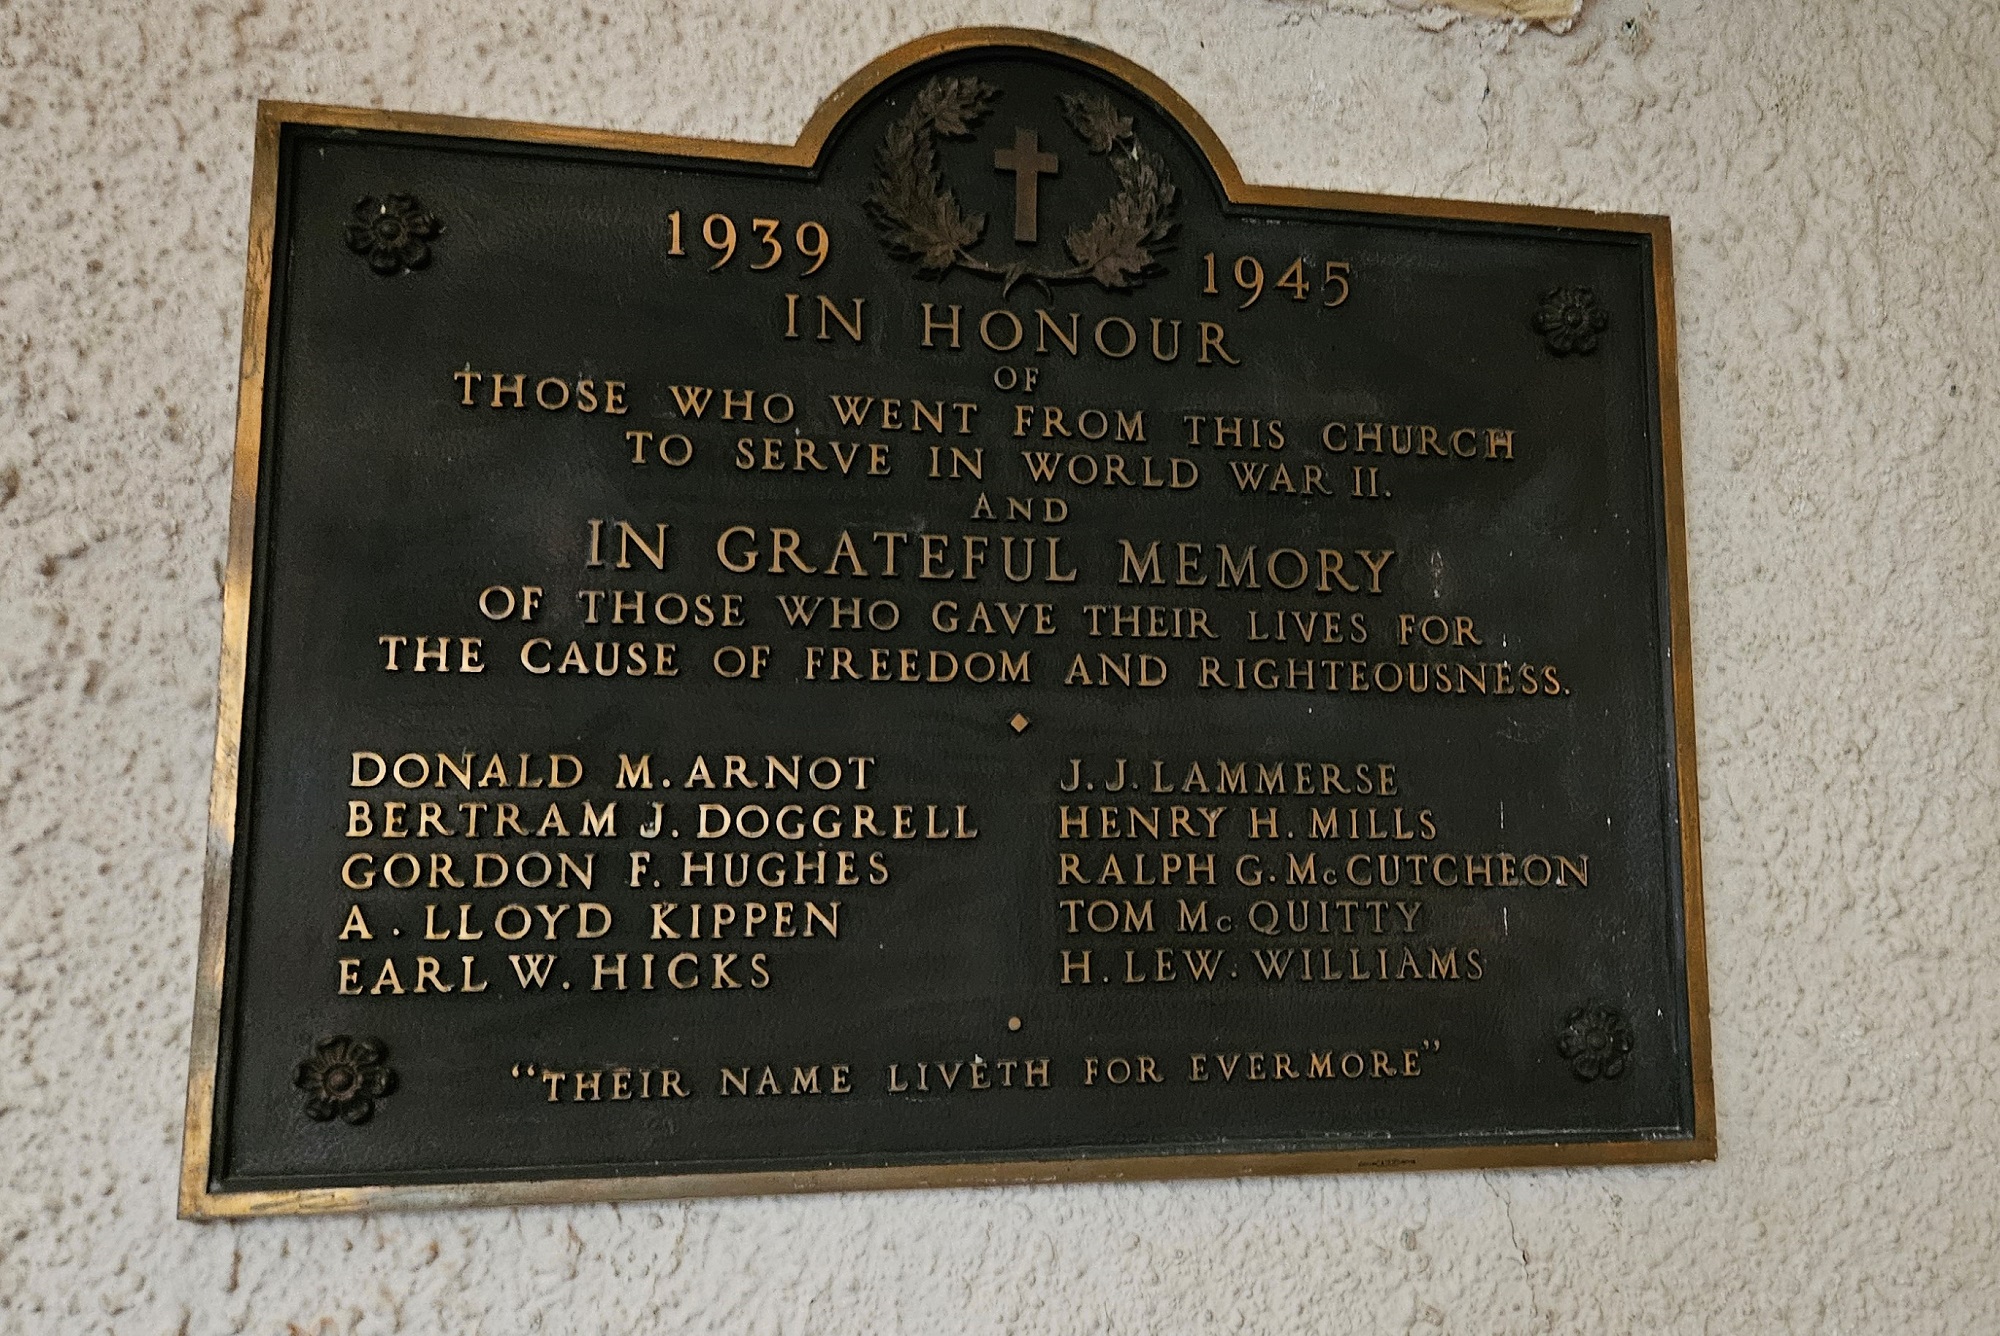 1939 1945
IN HONOUR
OF
THOSE WHO WENT FROM THIS CHURCH
TO SERVE IN WORLD WAR II.
AND
IN GRATEFUL MEMORY
OF THOSE WHO GAVE THEIR LIVES FOR
THE CAUSE OF FREEDOM AND RIGHTEOUSNESS.
DONALD M. ARNOT
BERTRAM J. DOGGRELL
GORDON F. HUGHES
A. LLOYD KIPPEN
EARL W. HICKS
J. J. LAMMERSE
HENRY H. MILLS
RALPH G. McCUTCHEON
TOM McQUITTY
H. LEW. WILLIAMS
"THEIR NAME LIVETH FOR EVERMORE"